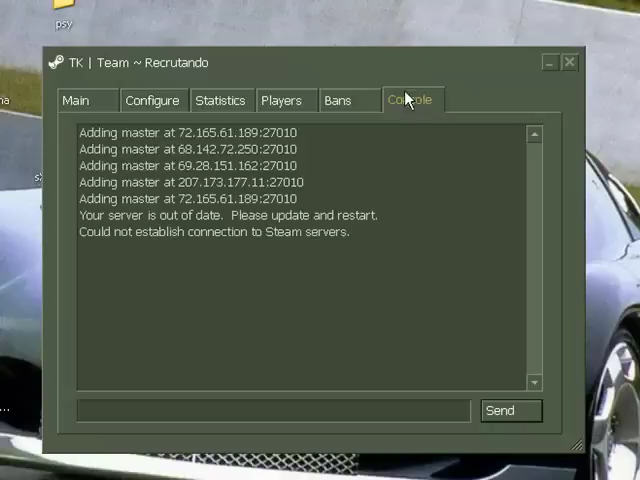 psy
TK | Team ~ Recrutando
Main
Configure
Statistics
Players
Bans
Adding master at 72.165.61.189:27010
Adding master at 68.142.72.250:27010
Adding master at 69.28.151.162:27010
Adding master at 207.173.177.11:27010
Adding master at 72.165.61.189:27010
Your server is out of date. Please update and restart.
Could not establish connection to Steam servers.
Send